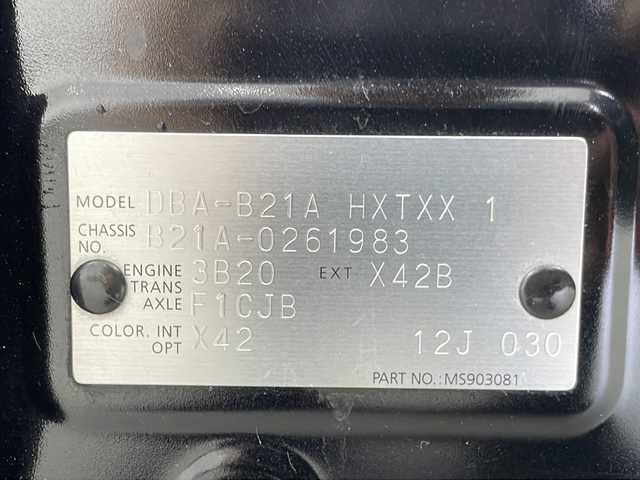 MODEL DBA-B21A HXTXX 1
CHASSIS NO. B21A-0261983
ENGINE 3B20 EXT X42B
TRANS AXLE F1CJB
COLOR. INT X42
OPT 12J 030
PART NO.: MS903081